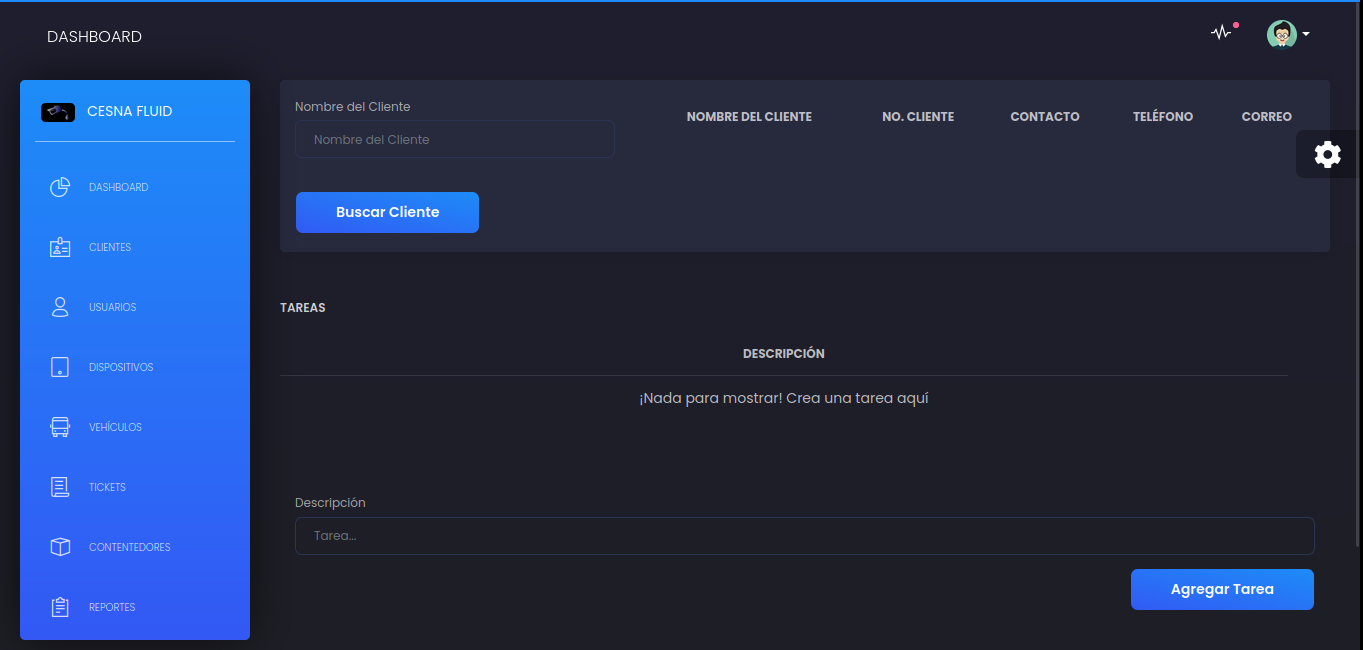 DASHBOARD
CESNA FLUID
DASHBOARD
CLIENTES
USUARIOS
DISPOSITIVOS
VEHÍCULOS
TICKETS
CONTENTEDORES
REPORTES
Nombre del Cliente
Nombre del Cliente
Buscar Cliente
NOMBRE DEL CLIENTE NO. CLIENTE CONTACTO TELÉFONO CORREO
TAREAS
DESCRIPCIÓN
¡Nada para mostrar! Crea una tarea aquí
Descripción
Tarea...
Agregar Tarea